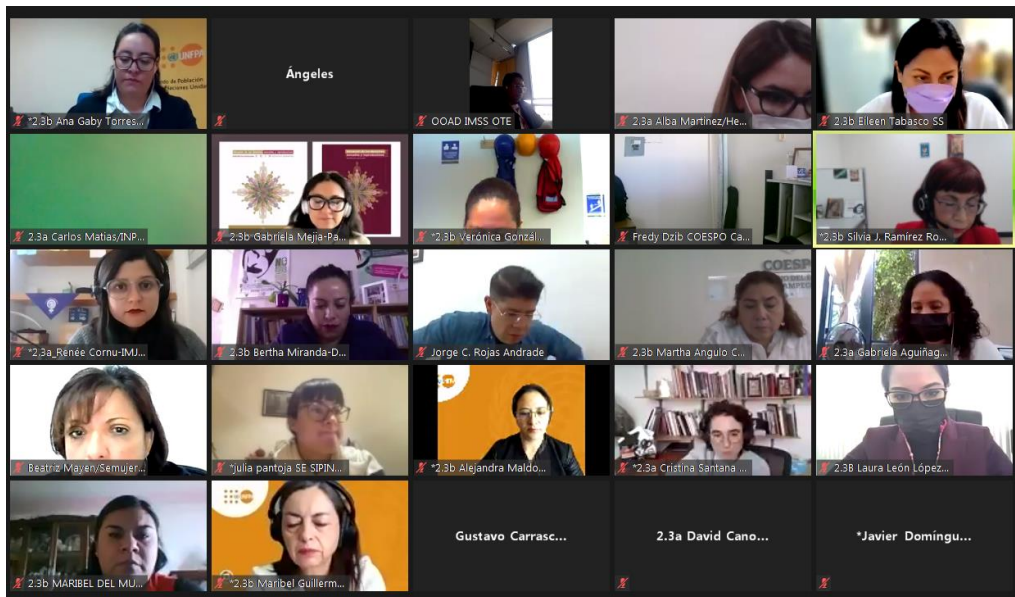 UNFPA
*2.3b Ana Gaby Torres...
Ángeles
OOAD IMSS OTE
2.3a Alba Martínez/He...
2.3b Eileen Tabasco SS
2.3a Carlos Matias/INP...
2.3b Gabriela Mejía-Pa...
*2.3b Verónica Gonzál...
Fredy Dzib COESPO Ca...
*2.3b Silvia J. Ramírez Ro...
*2.3a_Renée Cornu-IMJ...
2.3b Bertha Miranda-D...
Jorge C. Rojas Andrade
COESPO
2.3b Martha Angulo C...
2.3a Gabriela Aguiñag...
Beatriz Mayen/Semujer...
*julia pantoja SE SIPIN...
*2.3b Alejandra Maldo...
*2.3a Cristina Santana ...
2.3B Laura León López...
2.3b MARIBEL DEL MU...
*2.3b Maribel Guillerm...
Gustavo Carrasc...
2.3a David Cano...
*Javier Domíngu...